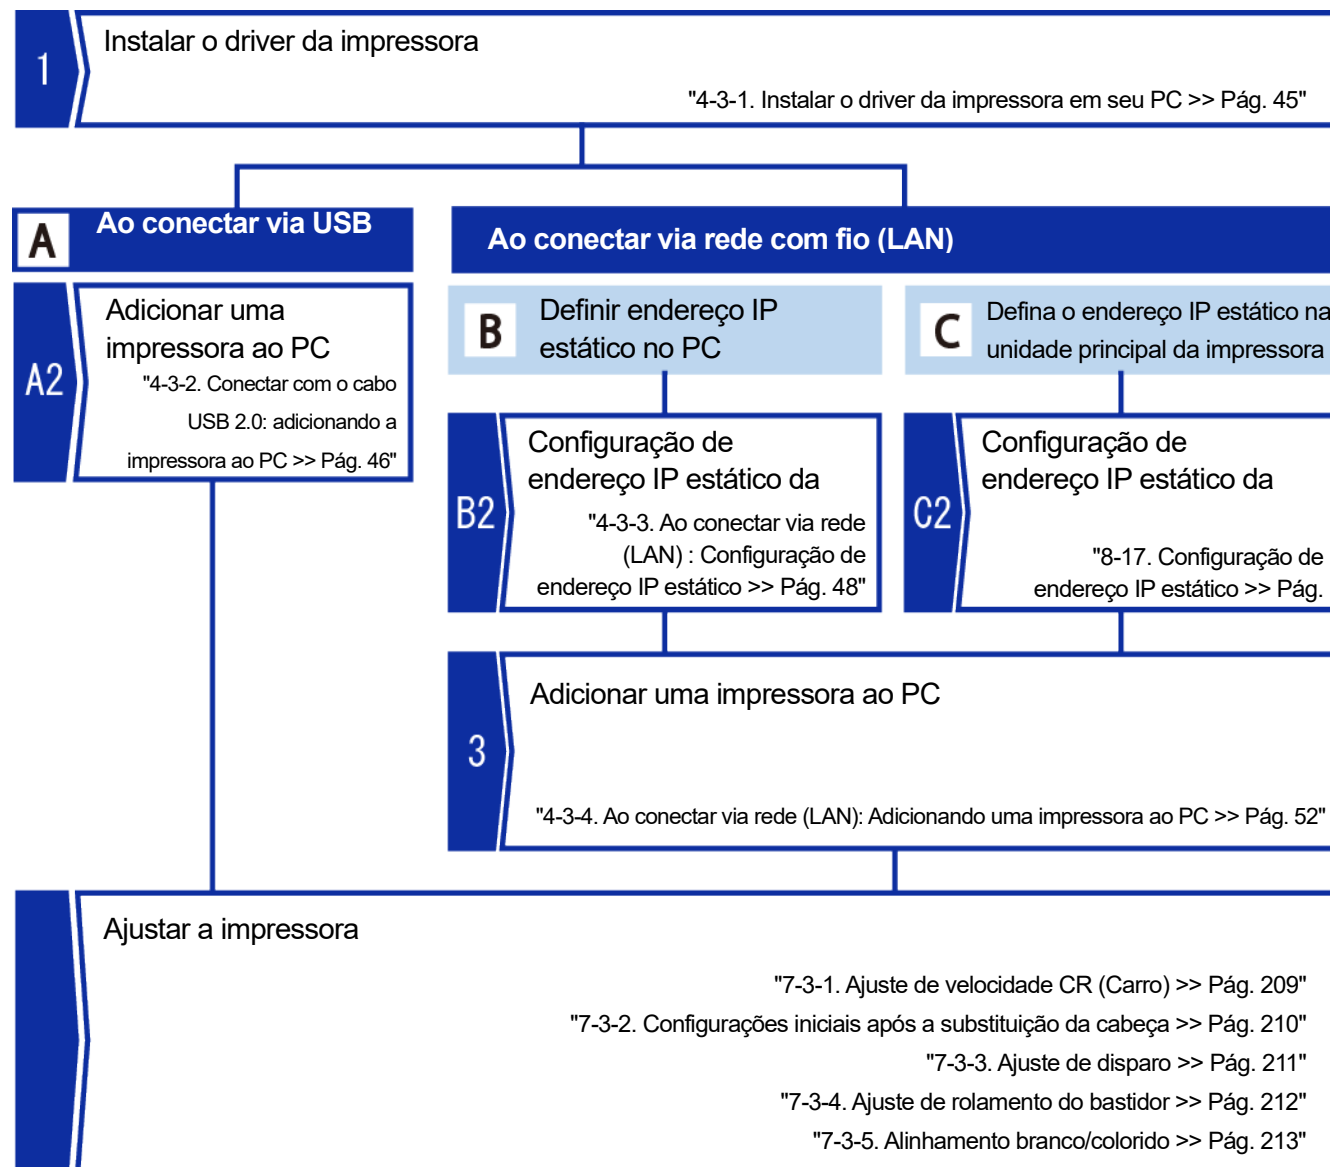 1
Instalar o driver da impressora
"4-3-1. Instalar o driver da impressora em seu PC >> Pág. 45"
A
Ao conectar via USB
A2
Adicionar uma
impressora ao PC
"4-3-2. Conectar com o cabo
USB 2.0: adicionando a
impressora ao PC >> Pág. 46"
Ao conectar via rede com fio (LAN)
B
Definir endereço IP
estático no PC
B2
Configuração de
endereço IP estático da
"4-3-3. Ao conectar via rede
(LAN) : Configuração de
endereço IP estático >> Pág. 48"
C
Defina o endereço IP estático na
unidade principal da impressora
C2
Configuração de
endereço IP estático da
"8-17. Configuração de
endereço IP estático >> Pág.
3
Adicionar uma impressora ao PC
"4-3-4. Ao conectar via rede (LAN): Adicionando uma impressora ao PC >> Pág. 52"
Ajustar a impressora
"7-3-1. Ajuste de velocidade CR (Carro) >> Pág. 209"
"7-3-2. Configurações iniciais após a substituição da cabeça >> Pág. 210"
"7-3-3. Ajuste de disparo >> Pág. 211"
"7-3-4. Ajuste de rolamento do bastidor >> Pág. 212"
"7-3-5. Alinhamento branco/colorido >> Pág. 213"